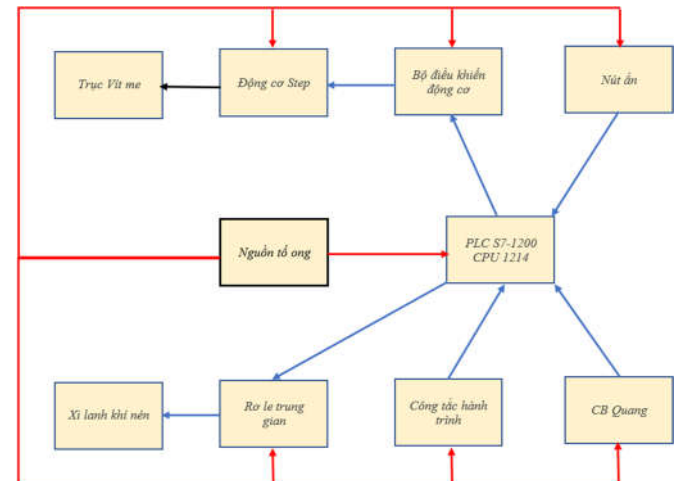 Trục Vít me
Động cơ Step
Bộ điều khiển
động cơ
Nút ấn
Nguồn tổ ong
PLC S7-1200
CPU 1214
Xi lanh khí nén
Rơ le trung
gian
Công tắc hành
trình
CB Quang